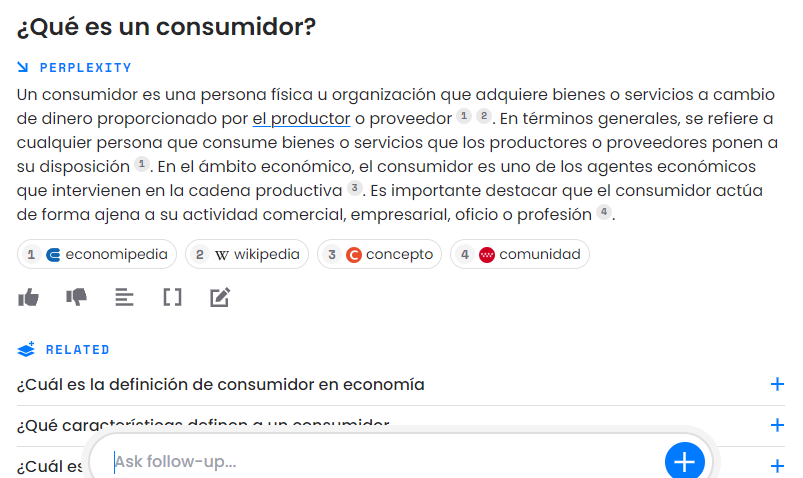 ¿Qué es un consumidor?
PERPLEXITY
Un consumidor es una persona física u organización que adquiere bienes o servicios a cambio
de dinero proporcionado por el productor o proveedor 1 2. En términos generales, se refiere a
cualquier persona que consume bienes o servicios que los productores o proveedores ponen a
su disposición 1. En el ámbito económico, el consumidor es uno de los agentes económicos
que intervienen en la cadena productiva 3. Es importante destacar que el consumidor actúa
de forma ajena a su actividad comercial, empresarial, oficio o profesión 4.
1 economipedia 2 W wikipedia 3 C concepto 4 comunidad
RELATED
¿Cuál es la definición de consumidor en economía
¿Qué características definen a un consumidor
¿Cuál es
Ask follow-up...